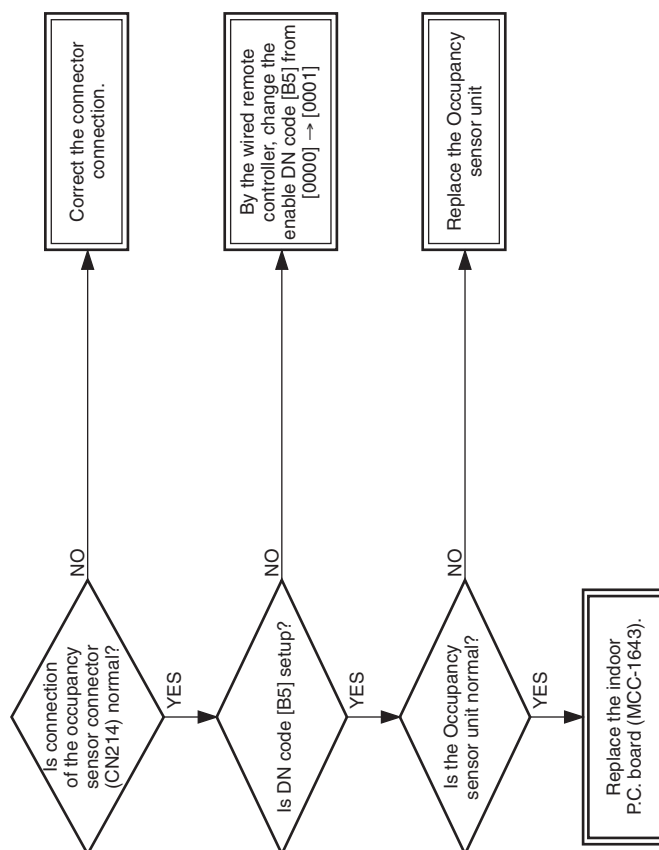 Is connection
of the occupancy
sensor connector
(CN214) normal?
NO
Correct the connector
connection.
YES
Is DN code [B5] setup?
NO
By the wired remote
controller, change the
enable DN code [B5] from
[0000] → [0001]
YES
Is the Occupancy
sensor unit normal?
NO
Replace the Occupancy
sensor unit
YES
Replace the indoor
P.C. board (MCC-1643).